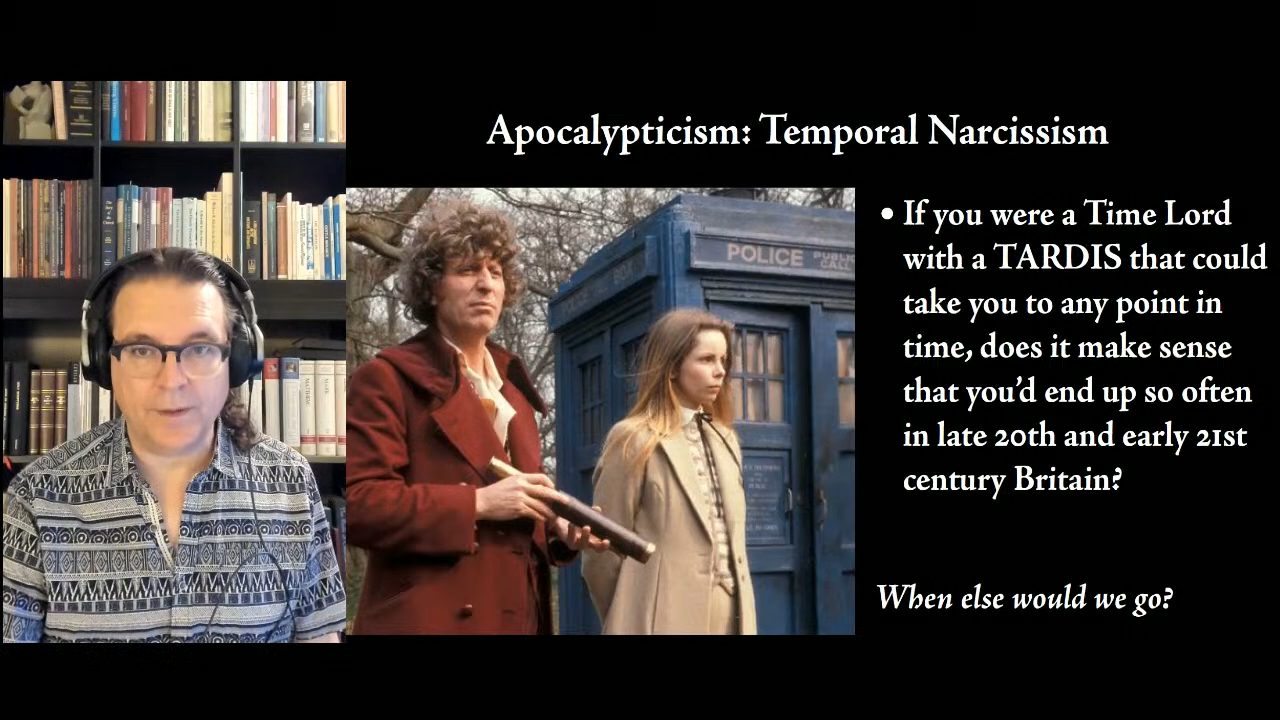 Apocalypticism: Temporal Narcissism
POLICE PUBLIC CALL
• If you were a Time Lord
with a TARDIS that could
take you to any point in
time, does it make sense
that you'd end up so often
in late 20th and early 21st
century Britain?
When else would we go?